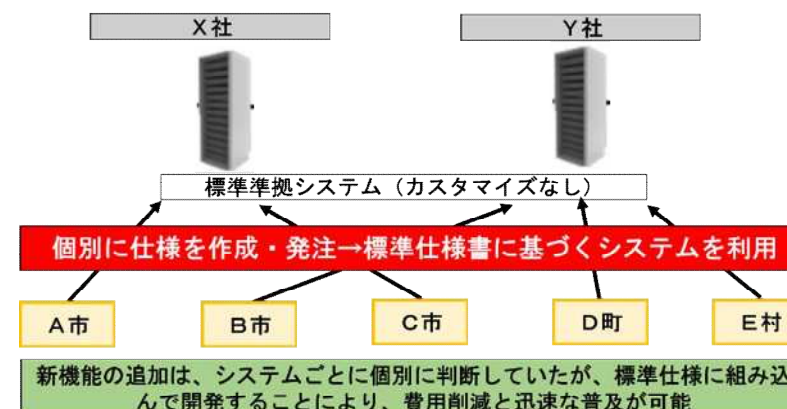 X社
Y社
標準準拠システム（カスタマイズなし）
個別に仕様を作成・発注→標準仕様書に基づくシステムを利用
A市
B市
C市
D町
E村
新機能の追加は、システムごとに個別に判断していたが、標準仕様に組み込
んで開発することにより、費用削減と迅速な普及が可能